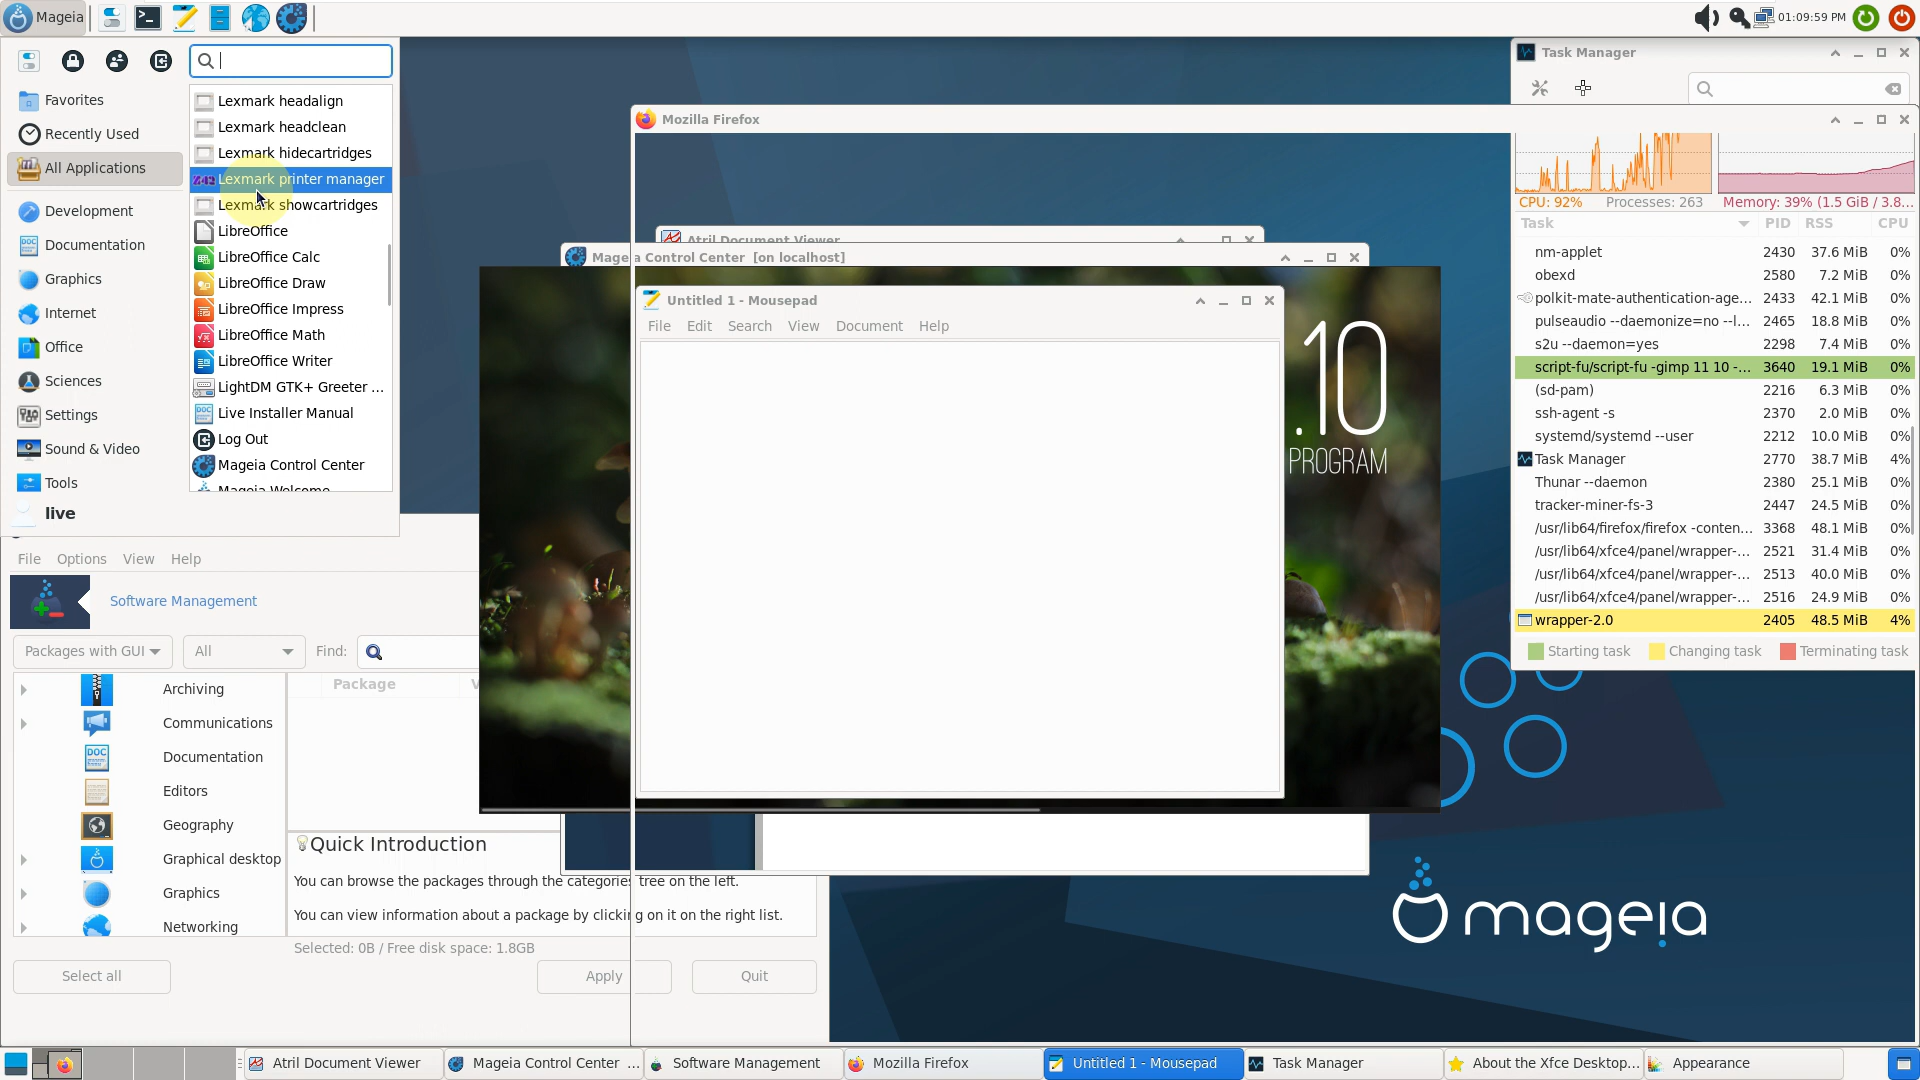 Mageia
01:09:59 PM
Favorites
Recently Used
All Applications
Development
Documentation
Graphics
Internet
Office
Sciences
Settings
Sound & Video
Tools
live
Lexmark headalign
Lexmark headclean
Lexmark hidecartridges
Lexmark printer manager
Lexmark showcartridges
LibreOffice
LibreOffice Calc
LibreOffice Draw
LibreOffice Impress
LibreOffice Math
LibreOffice Writer
LightDM GTK+ Greeter ...
Live Installer Manual
Log Out
Mageia Control Center
Mageia Welcome
Mozilla Firefox
Atril Document Viewer
Mageia Control Center [on localhost]
Untitled 1 - Mousepad
File Edit Search View Document Help
.10
PROGRAM
Task Manager
CPU: 92% Processes: 263 Memory: 39% (1.5 GiB / 3.8...
Task PID RSS CPU
nm-applet 2430 37.6 MiB 0%
obexd 2580 7.2 MiB 0%
polkit-mate-authentication-age... 2433 42.1 MiB 0%
pulseaudio --daemonize=no --l... 2465 18.8 MiB 0%
s2u --daemon=yes 2298 7.4 MiB 0%
script-fu/script-fu -gimp 11 10 -... 3640 19.1 MiB 0%
(sd-pam) 2216 6.3 MiB 0%
ssh-agent -s 2370 2.0 MiB 0%
systemd/systemd --user 2212 10.0 MiB 0%
Task Manager 2770 38.7 MiB 4%
Thunar --daemon 2380 25.1 MiB 0%
tracker-miner-fs-3 2447 24.5 MiB 0%
/usr/lib64/firefox/firefox -conten... 3368 48.1 MiB 0%
/usr/lib64/xfce4/panel/wrapper-... 2521 31.4 MiB 0%
/usr/lib64/xfce4/panel/wrapper-... 2513 40.0 MiB 0%
/usr/lib64/xfce4/panel/wrapper-... 2516 24.9 MiB 0%
wrapper-2.0 2405 48.5 MiB 4%
Starting task Changing task Terminating task
File Options View Help
Software Management
Packages with GUI All Find:
Package
Archiving
Communications
Documentation
Editors
Geography
Graphical desktop
Graphics
Networking
Quick Introduction
You can browse the packages through the categories tree on the left.
You can view information about a package by clicking on it on the right list.
Selected: 0B / Free disk space: 1.8GB
Select all Apply Quit
mageia
Atril Document Viewer Mageia Control Center ... Software Management Mozilla Firefox Untitled 1 - Mousepad Task Manager About the Xfce Desktop... Appearance